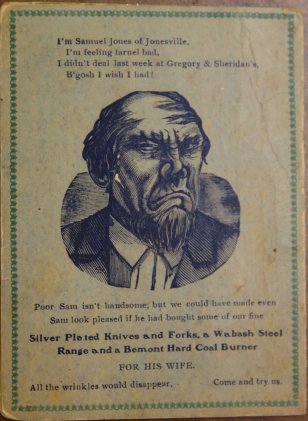 I'm Samuel Jones of Jonesville,
I'm feeling tarnel bad,
I didn't deal last week at Gregory & Sheridan's,
B'gosh I wish I had!
Poor Sam isn't handsome, but we could have made even
Sam look pleased if he had bought some of our fine
Silver Plated Knives and Forks, a Wabash Steel
Range and a Bemont Hard Coal Burner
FOR HIS WIFE.
All the wrinkles would disappear. Come and try us.